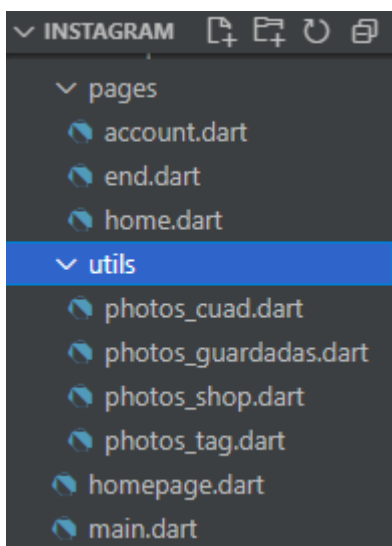 INSTAGRAM
pages
account.dart
end.dart
home.dart
utils
photos_cuad.dart
photos_guardadas.dart
photos_shop.dart
photos_tag.dart
homepage.dart
main.dart